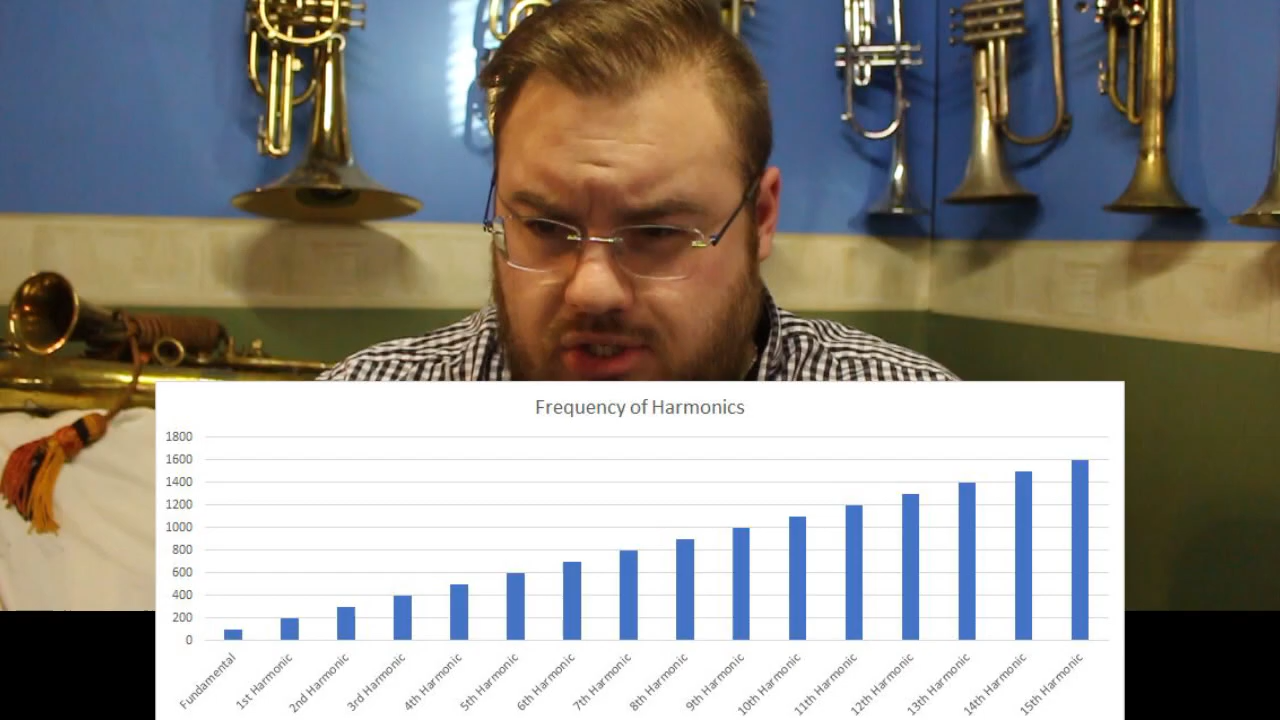 Frequency of Harmonics
1800
1600
1400
1200
1000
800
600
400
200
0
Fundamental
1st Harmonic
2nd Harmonic
3rd Harmonic
4th Harmonic
5th Harmonic
6th Harmonic
7th Harmonic
8th Harmonic
9th Harmonic
10th Harmonic
11th Harmonic
12th Harmonic
13th Harmonic
14th Harmonic
15th Harmonic